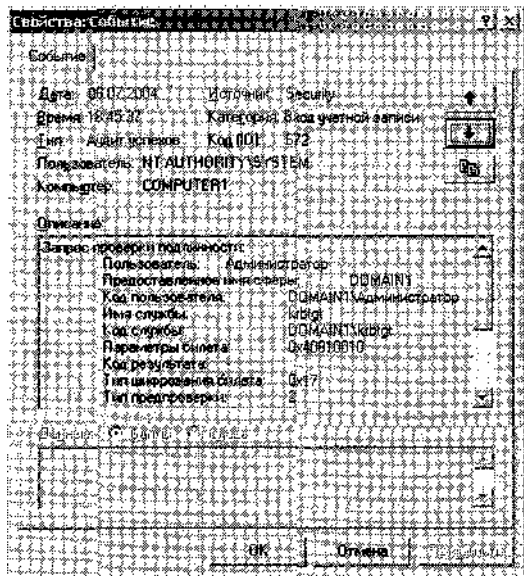 Свойства: Событие
Событие
Дата: 06.07.2004 Источник: Security
Время: 18:45:37 Категория: Вход учетной записи
Тип: Аудит успехов Код (ID): 672
Пользователь: NT AUTHORITY\SYSTEM
Компьютер: COMPUTER1
Описание:
Запрос проверки подлинности:
Пользователь: Администратор
Предоставленное имя сферы: DOMAIN1
Код пользователя: DOMAIN1\Администратор
Имя службы: krbtgt
Код службы: DOMAIN1\krbtgt
Параметры билета: 0x40810010
Код результата: -
Тип шифрования билета: 0x17
Тип предпроверки: 2
Данные: Байты
OK Отмена